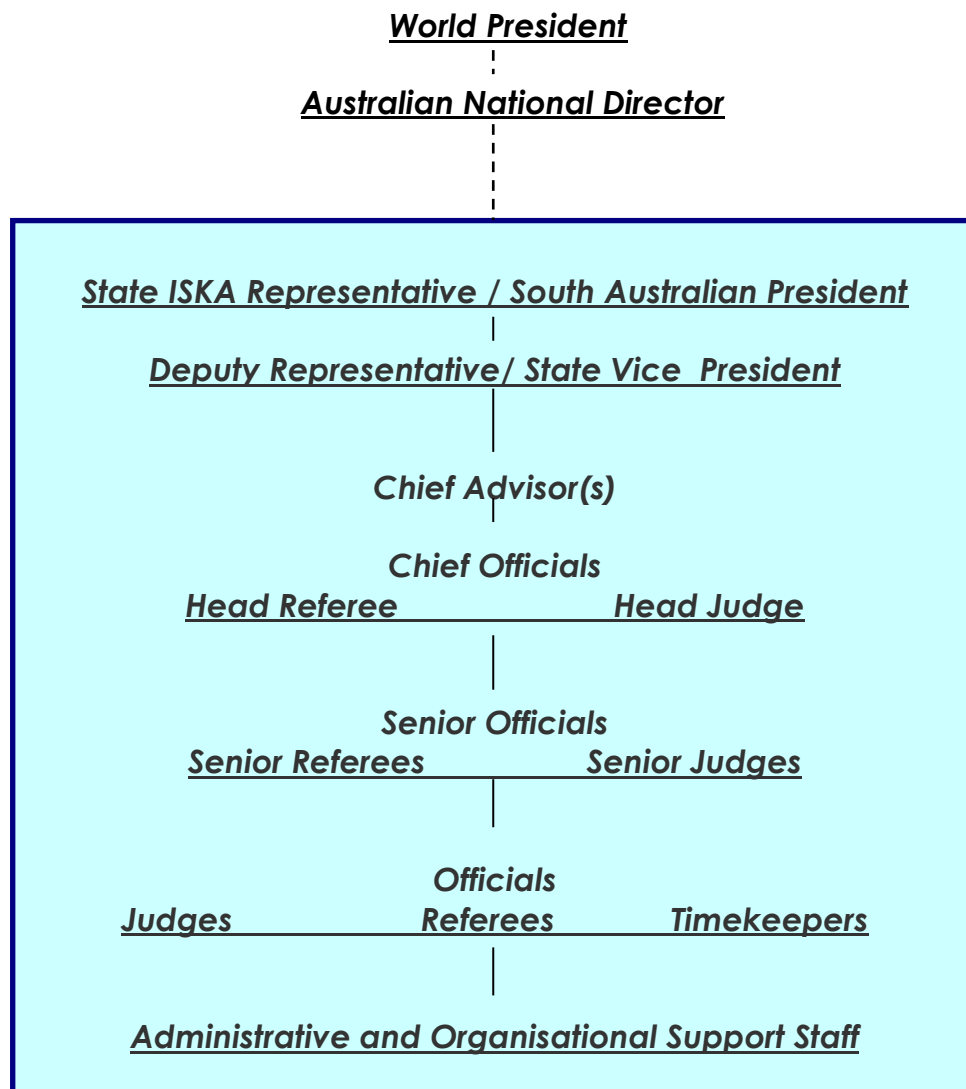 World President
Australian National Director
State ISKA Representative / South Australian President
Deputy Representative/ State Vice President
Chief Advisor(s)
Chief Officials
Head Referee Head Judge
Senior Officials
Senior Referees Senior Judges
Officials
Judges Referees Timekeepers
Administrative and Organisational Support Staff